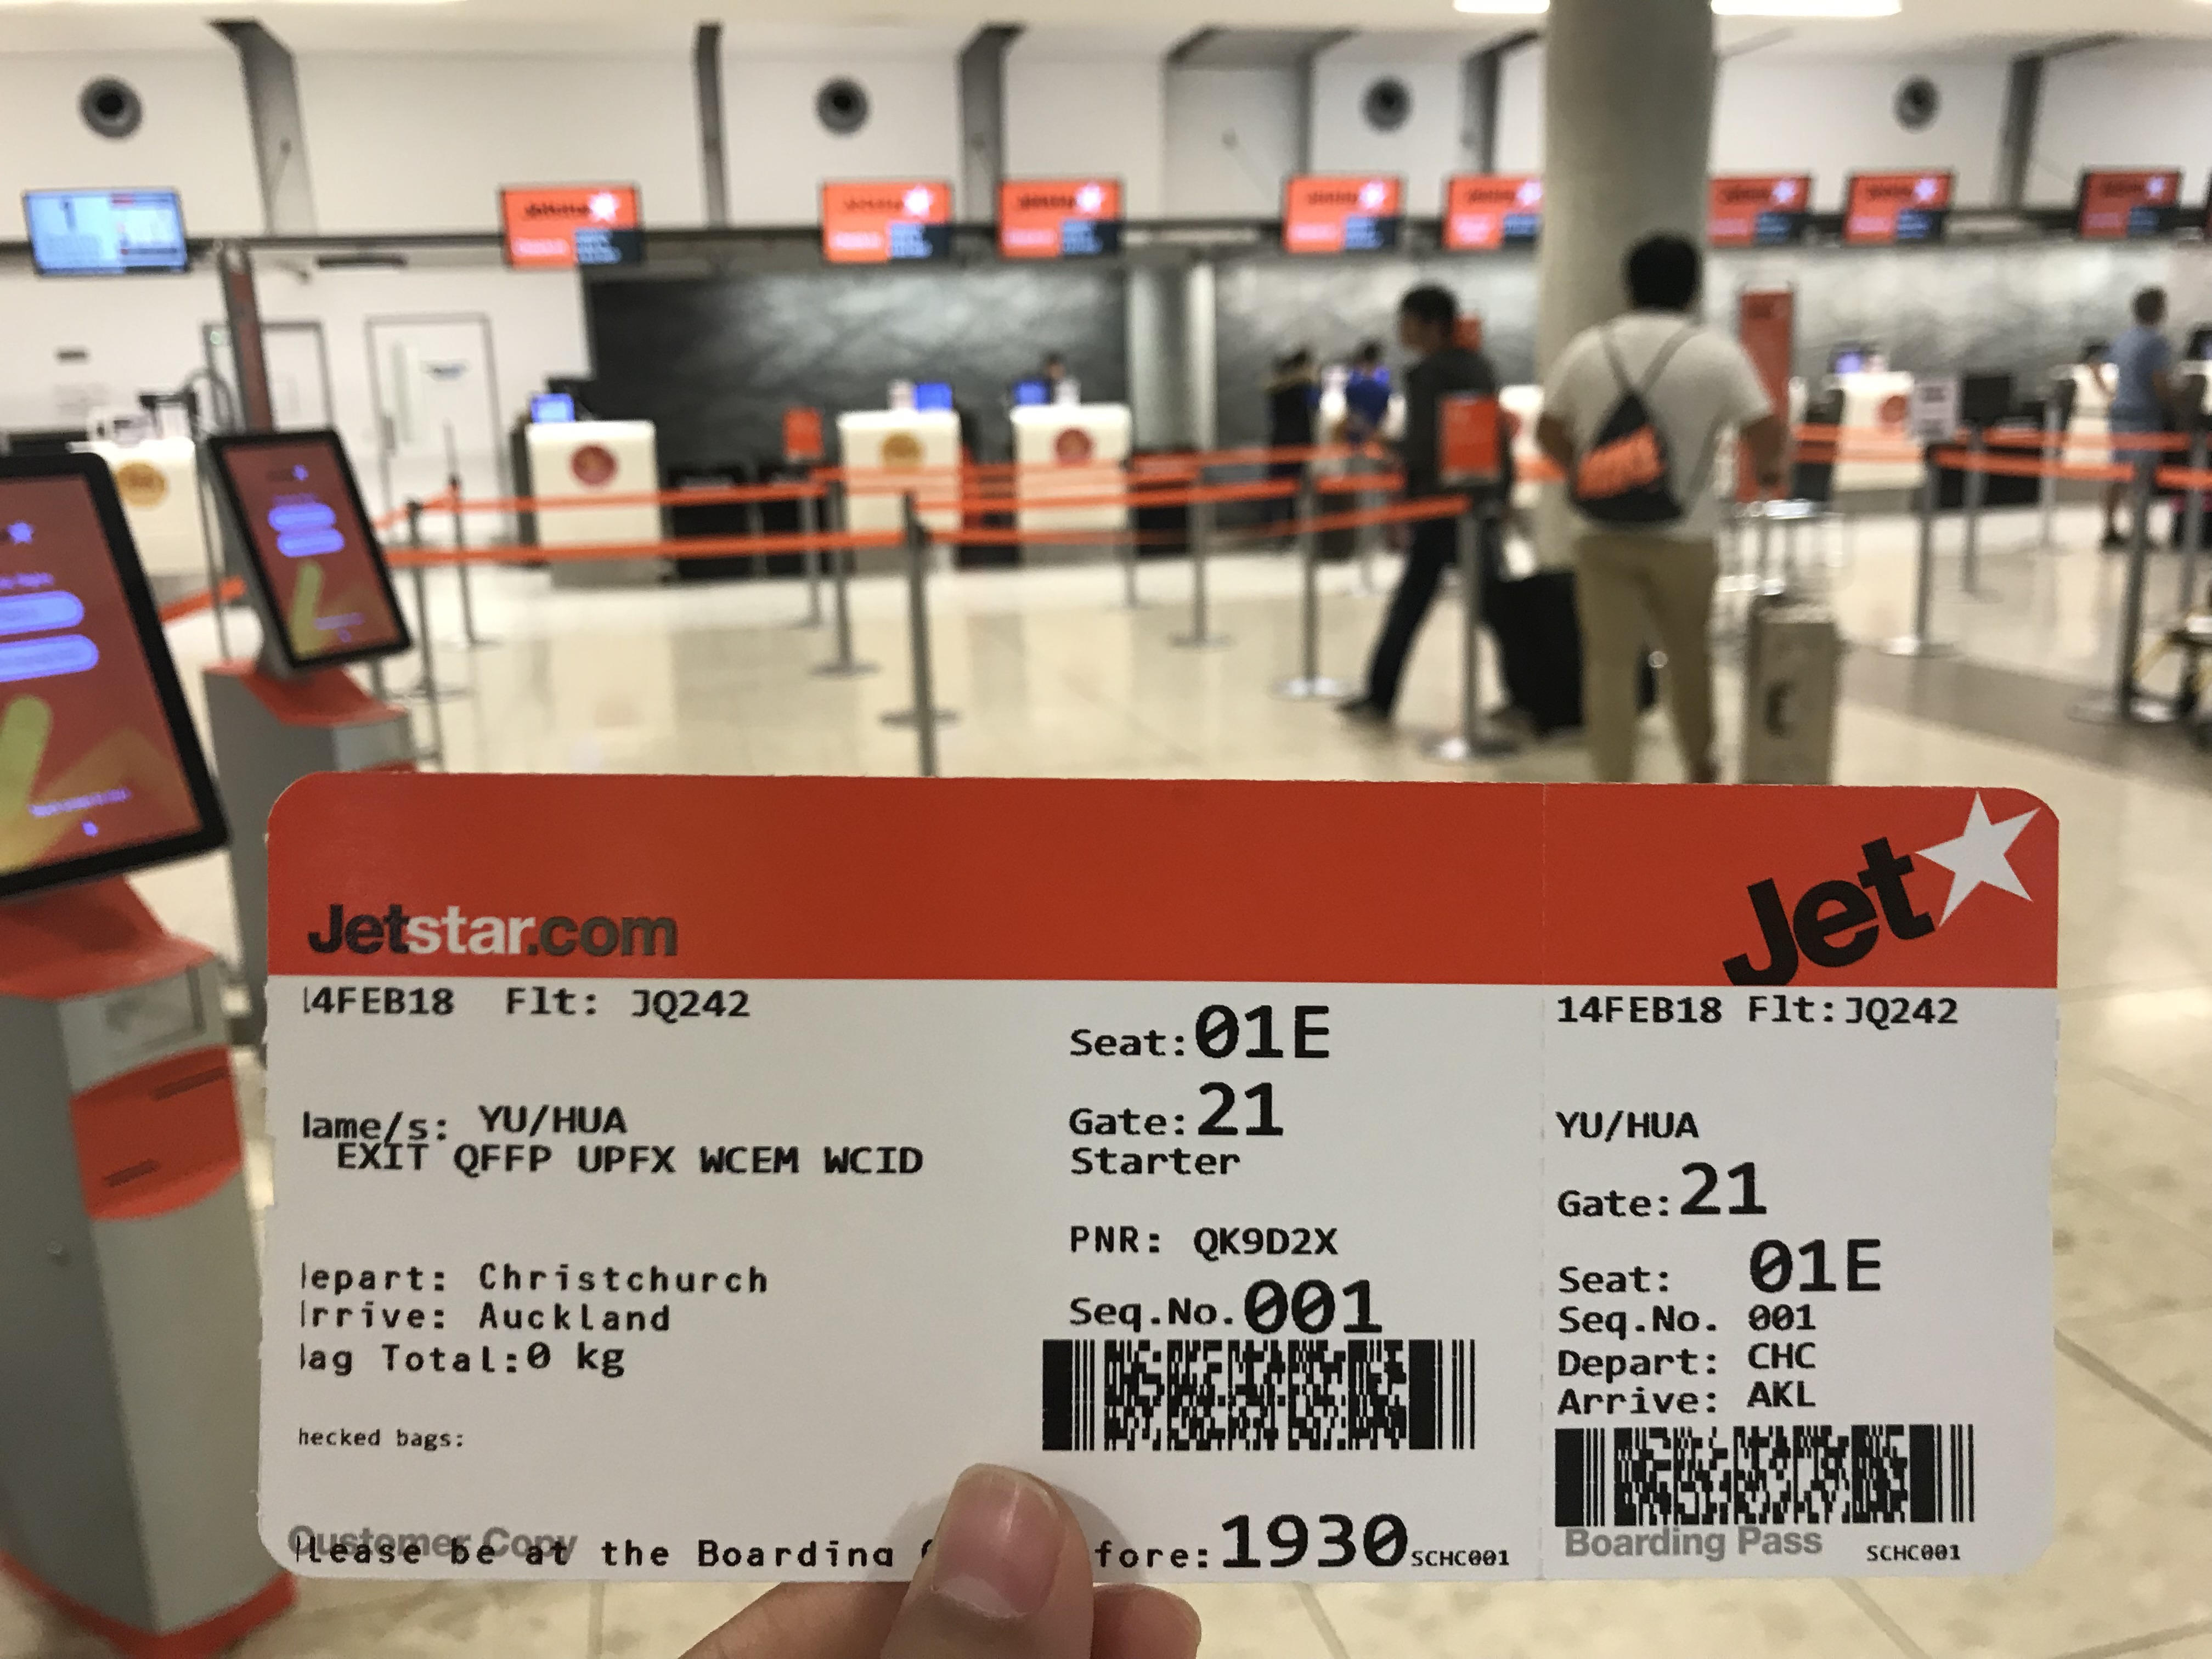 Jetstar.com
Jet
14FEB18 Flt: JQ242
Seat: 01E
Gate: 21
Starter
lame/s: YU/HUA
EXIT QFFP UPFX WCEM WCID
PNR: QK9D2X
Seq.No. 001
epart: Christchurch
rrive: Auckland
ag Total:0 kg
hecked bags:
Customer Copy
Please be at the Boarding fore: 1930 SCHC001
14FEB18 Flt:JQ242
YU/HUA
Gate: 21
Seat: 01E
Seq.No. 001
Depart: CHC
Arrive: AKL
Boarding Pass SCHC001